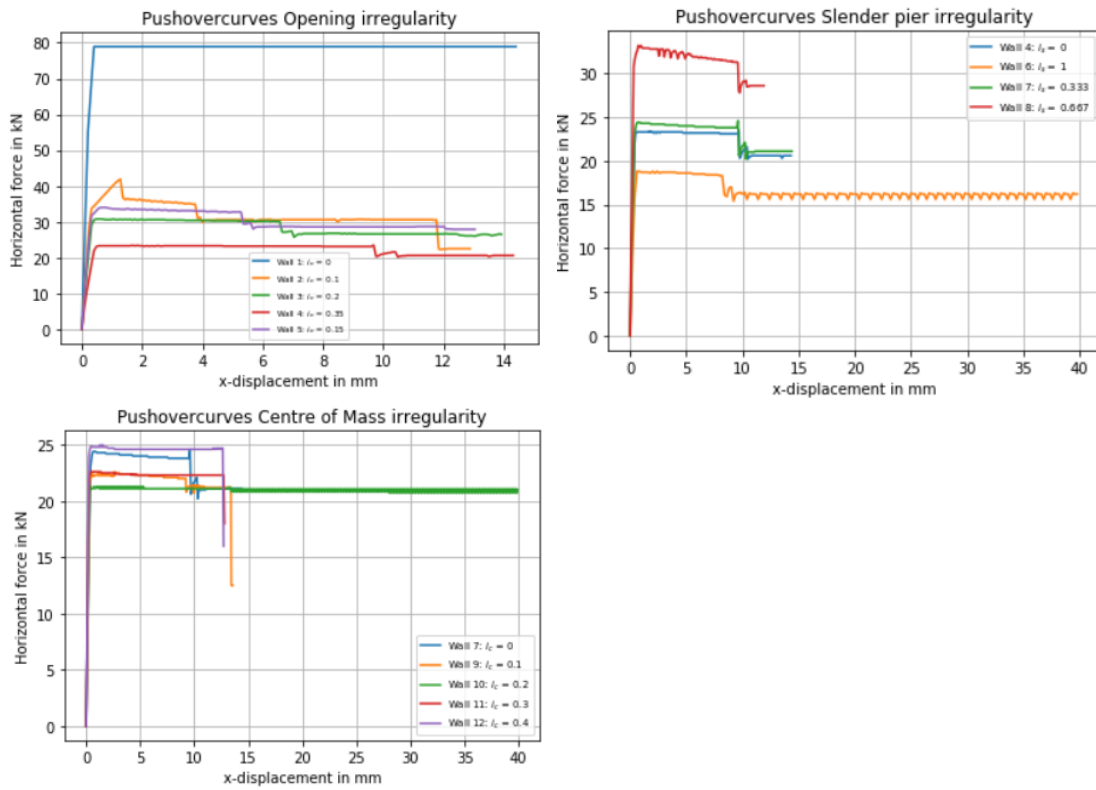 Pushovercurves Opening irregularity
Horizontal force in kN
80
70
60
50
40
30
20
10
0
Wall 1: i_o = 0
Wall 2: i_o = 0.1
Wall 3: i_o = 0.2
Wall 4: i_o = 0.35
Wall 5: i_o = 0.15
0 2 4 6 8 10 12 14
x-displacement in mm
Pushovercurves Slender pier irregularity
Horizontal force in kN
30
25
20
15
10
5
0
Wall 4: i_s = 0
Wall 6: i_s = 1
Wall 7: i_s = 0.333
Wall 8: i_s = 0.667
0 5 10 15 20 25 30 35 40
x-displacement in mm
Pushovercurves Centre of Mass irregularity
Horizontal force in kN
25
20
15
10
5
0
Wall 7: i_c = 0
Wall 9: i_c = 0.1
Wall 10: i_c = 0.2
Wall 11: i_c = 0.3
Wall 12: i_c = 0.4
0 5 10 15 20 25 30 35 40
x-displacement in mm